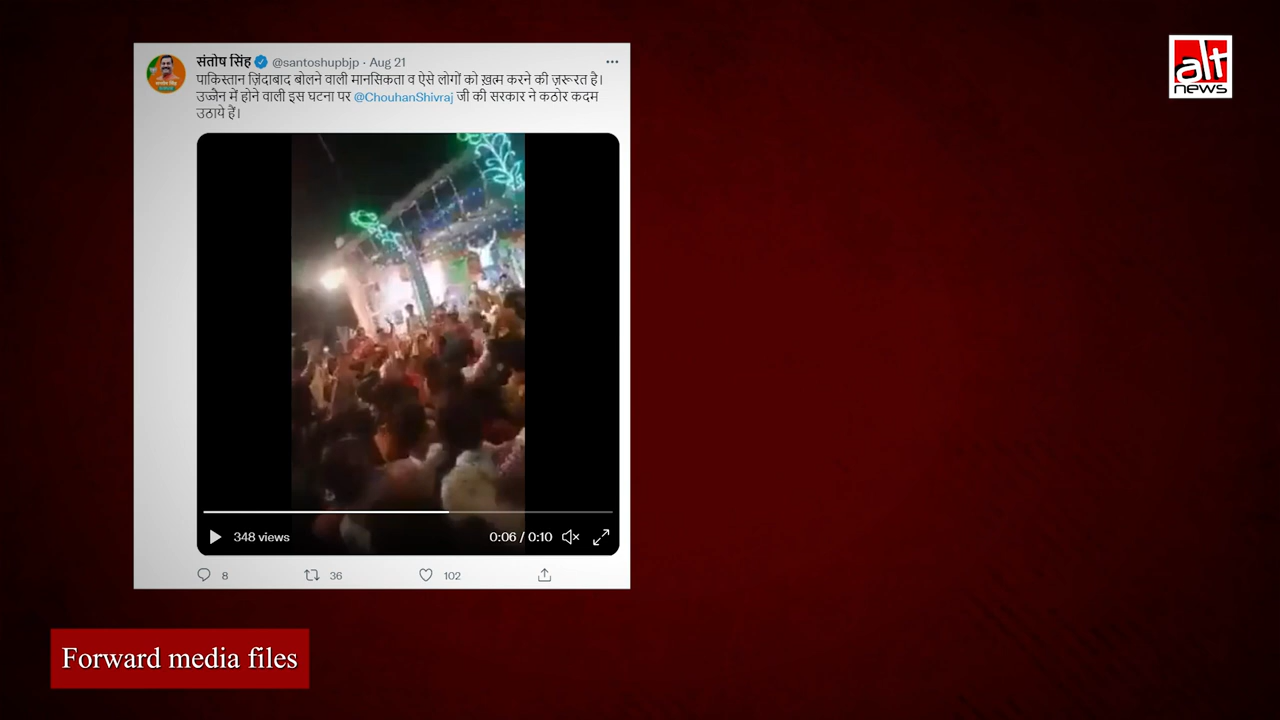 संतोष सिंह @santoshupbjp · Aug 21
पाकिस्तान ज़िंदाबाद बोलने वाली मानसिकता व ऐसे लोगों को ख़त्म करने की ज़रूरत है।
उज्जैन में होने वाली इस घटना पर @ChouhanShivraj जी की सरकार ने कठोर कदम
उठाये हैं।
348 views
0:06 / 0:10
8
36
102
alt
news
Forward media files